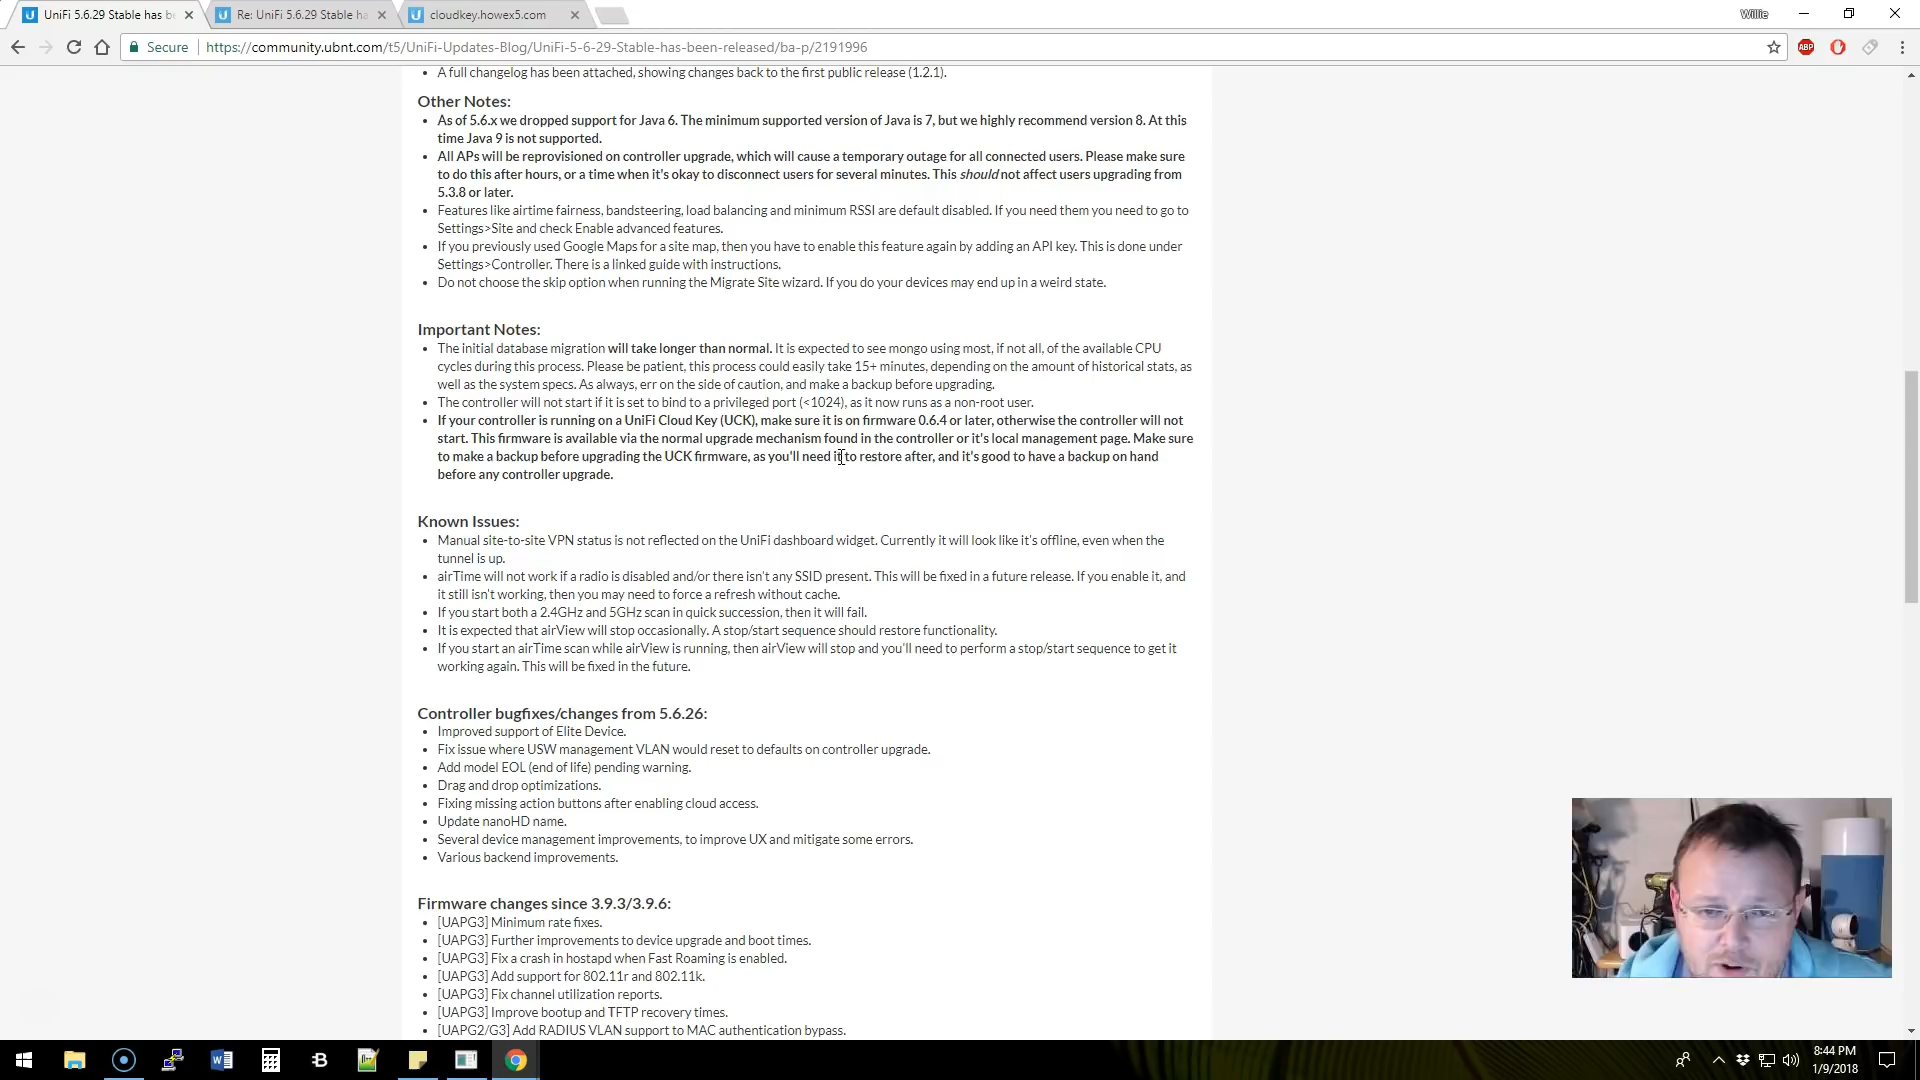 UniFi 5.6.29 Stable has be
Re: UniFi 5.6.29 Stable ha
cloudkey.howex5.com
Willie
Secure
https://community.ubnt.com/t5/UniFi-Updates-Blog/UniFi-5-6-29-Stable-has-been-released/ba-p/2191996
ABP
A full changelog has been attached, showing changes back to the first public release (1.2.1).
Other Notes:
As of 5.6.x we dropped support for Java 6. The minimum supported version of Java is 7, but we highly recommend version 8. At this
time Java 9 is not supported.
All APs will be reprovisioned on controller upgrade, which will cause a temporary outage for all connected users. Please make sure
to do this after hours, or a time when it's okay to disconnect users for several minutes. This should not affect users upgrading from
5.3.8 or later.
Features like airtime fairness, bandsteering, load balancing and minimum RSSI are default disabled. If you need them you need to go to
Settings>Site and check Enable advanced features.
If you previously used Google Maps for a site map, then you have to enable this feature again by adding an API key. This is done under
Settings>Controller. There is a linked guide with instructions.
Do not choose the skip option when running the Migrate Site wizard. If you do your devices may end up in a weird state.
Important Notes:
The initial database migration will take longer than normal. It is expected to see mongo using most, if not all, of the available CPU
cycles during this process. Please be patient, this process could easily take 15+ minutes, depending on the amount of historical stats, as
well as the system specs. As always, err on the side of caution, and make a backup before upgrading.
The controller will not start if it is set to bind to a privileged port (<1024), as it now runs as a non-root user.
If your controller is running on a UniFi Cloud Key (UCK), make sure it is on firmware 0.6.4 or later, otherwise the controller will not
start. This firmware is available via the normal upgrade mechanism found in the controller or it's local management page. Make sure
to make a backup before upgrading the UCK firmware, as you'll need it to restore after, and it's good to have a backup on hand
before any controller upgrade.
Known Issues:
Manual site-to-site VPN status is not reflected on the UniFi dashboard widget. Currently it will look like it's offline, even when the
tunnel is up.
airTime will not work if a radio is disabled and/or there isn't any SSID present. This will be fixed in a future release. If you enable it, and
it still isn't working, then you may need to force a refresh without cache.
If you start both a 2.4GHz and 5GHz scan in quick succession, then it will fail.
It is expected that airView will stop occasionally. A stop/start sequence should restore functionality.
If you start an airTime scan while airView is running, then airView will stop and you'll need to perform a stop/start sequence to get it
working again. This will be fixed in the future.
Controller bugfixes/changes from 5.6.26:
Improved support of Elite Device.
Fix issue where USW management VLAN would reset to defaults on controller upgrade.
Add model EOL (end of life) pending warning.
Drag and drop optimizations.
Fixing missing action buttons after enabling cloud access.
Update nanoHD name.
Several device management improvements, to improve UX and mitigate some errors.
Various backend improvements.
Firmware changes since 3.9.3/3.9.6:
[UAPG3] Minimum rate fixes.
[UAPG3] Further improvements to device upgrade and boot times.
[UAPG3] Fix a crash in hostapd when Fast Roaming is enabled.
[UAPG3] Add support for 802.11r and 802.11k.
[UAPG3] Fix channel utilization reports.
[UAPG3] Improve bootup and TFTP recovery times.
[UAPG2/G3] Add RADIUS VLAN support to MAC authentication bypass.
8:44 PM
1/9/2018